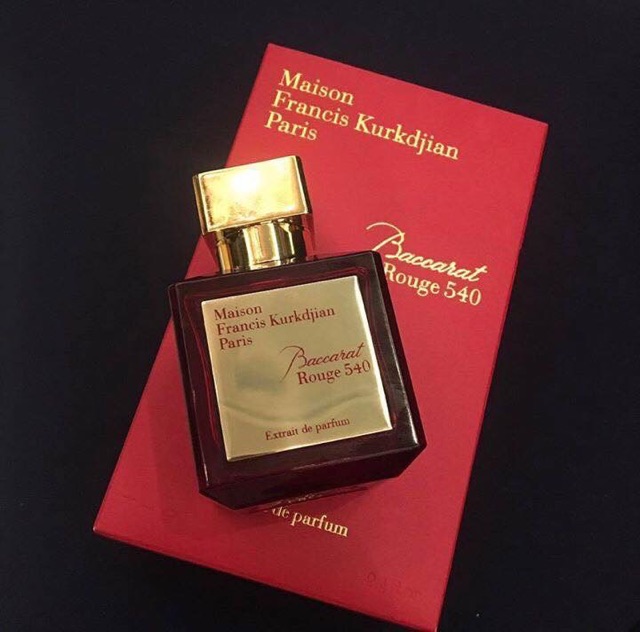 Maison
Francis Kurkdjian
Paris
Baccarat
Rouge 540
Maison
Francis Kurkdjian
Paris
Baccarat
Rouge 540
Extrait de parfum
de parfum